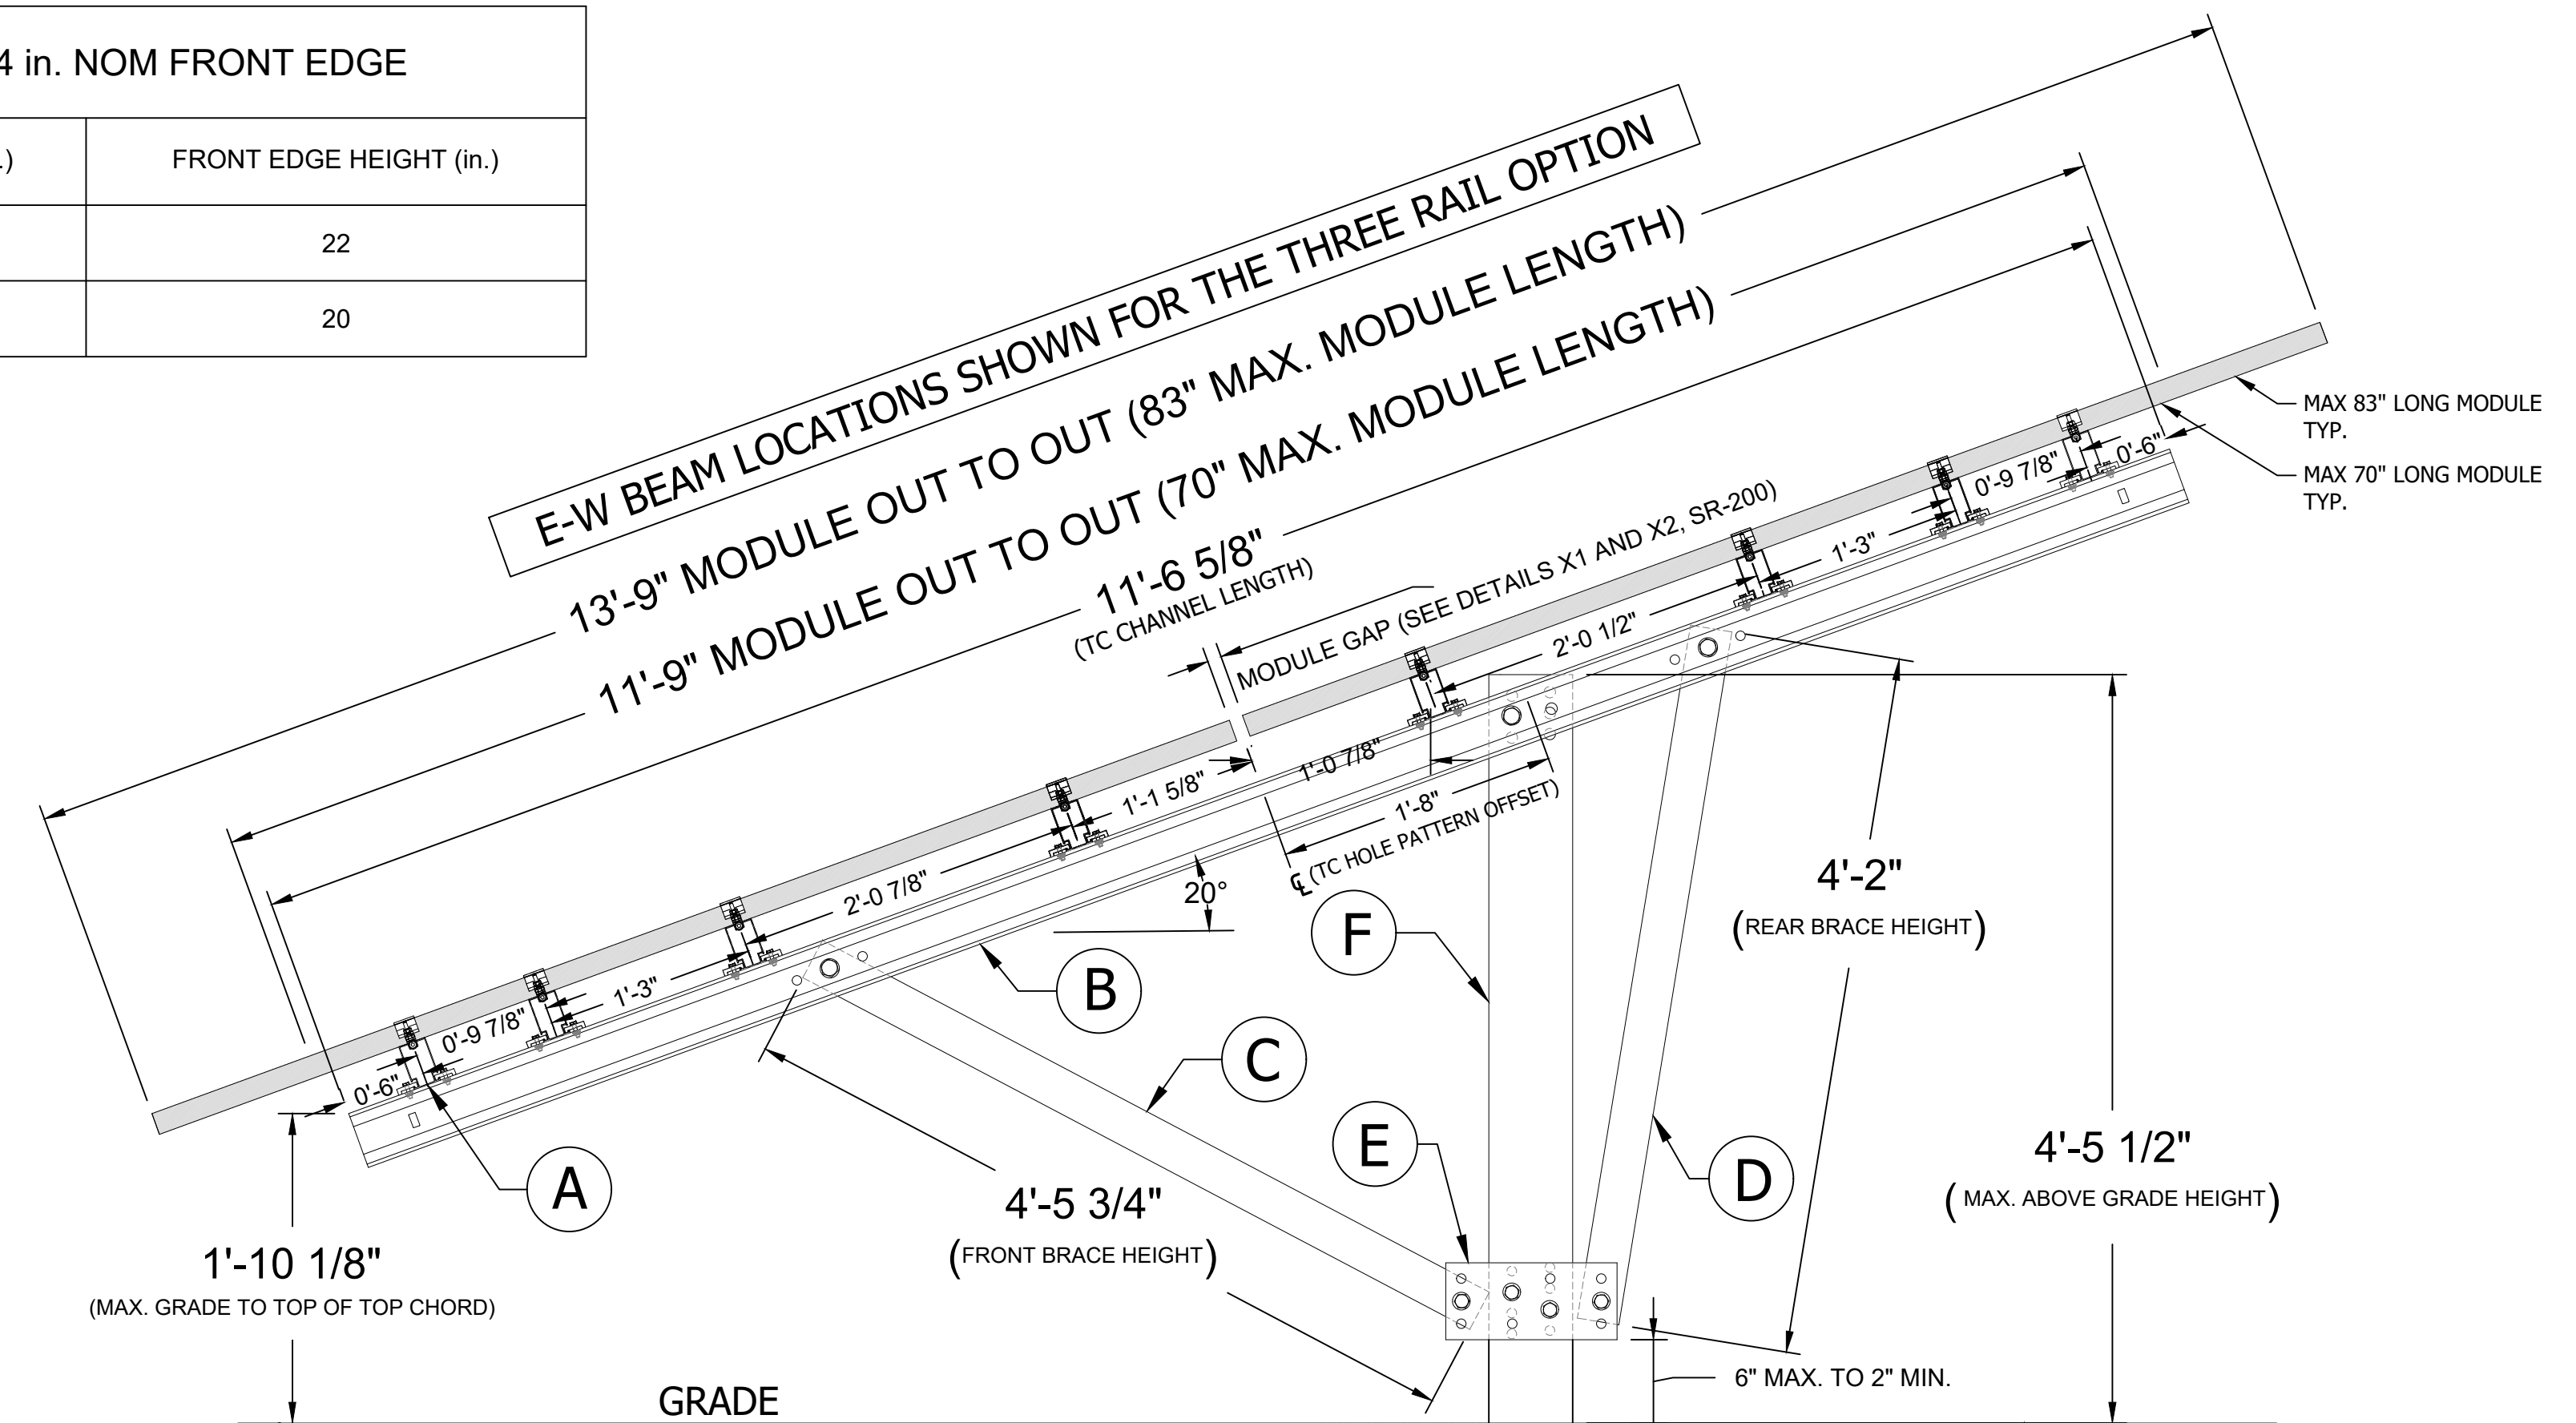 4 in. NOM FRONT EDGE
.)
FRONT EDGE HEIGHT (in.)
22
20
E-W BEAM LOCATIONS SHOWN FOR THE THREE RAIL OPTION
13'-9" MODULE OUT TO OUT (83" MAX. MODULE LENGTH)
11'-9" MODULE OUT TO OUT (70" MAX. MODULE LENGTH)
11'-6 5/8"
(TC CHANNEL LENGTH)
MODULE GAP (SEE DETAILS X1 AND X2, SR-200)
MAX 83" LONG MODULE
TYP.
MAX 70" LONG MODULE
TYP.
0'-6"
0'-9 7/8"
1'-3"
2'-0 1/2"
1'-0 7/8"
1'-1 5/8"
1'-8"
℄ (TC HOLE PATTERN OFFSET)
2'-0 7/8"
20°
1'-3"
0'-9 7/8"
0'-6"
F
B
C
E
D
A
4'-2"
(REAR BRACE HEIGHT)
4'-5 1/2"
(MAX. ABOVE GRADE HEIGHT)
4'-5 3/4"
(FRONT BRACE HEIGHT)
1'-10 1/8"
(MAX. GRADE TO TOP OF TOP CHORD)
6" MAX. TO 2" MIN.
GRADE